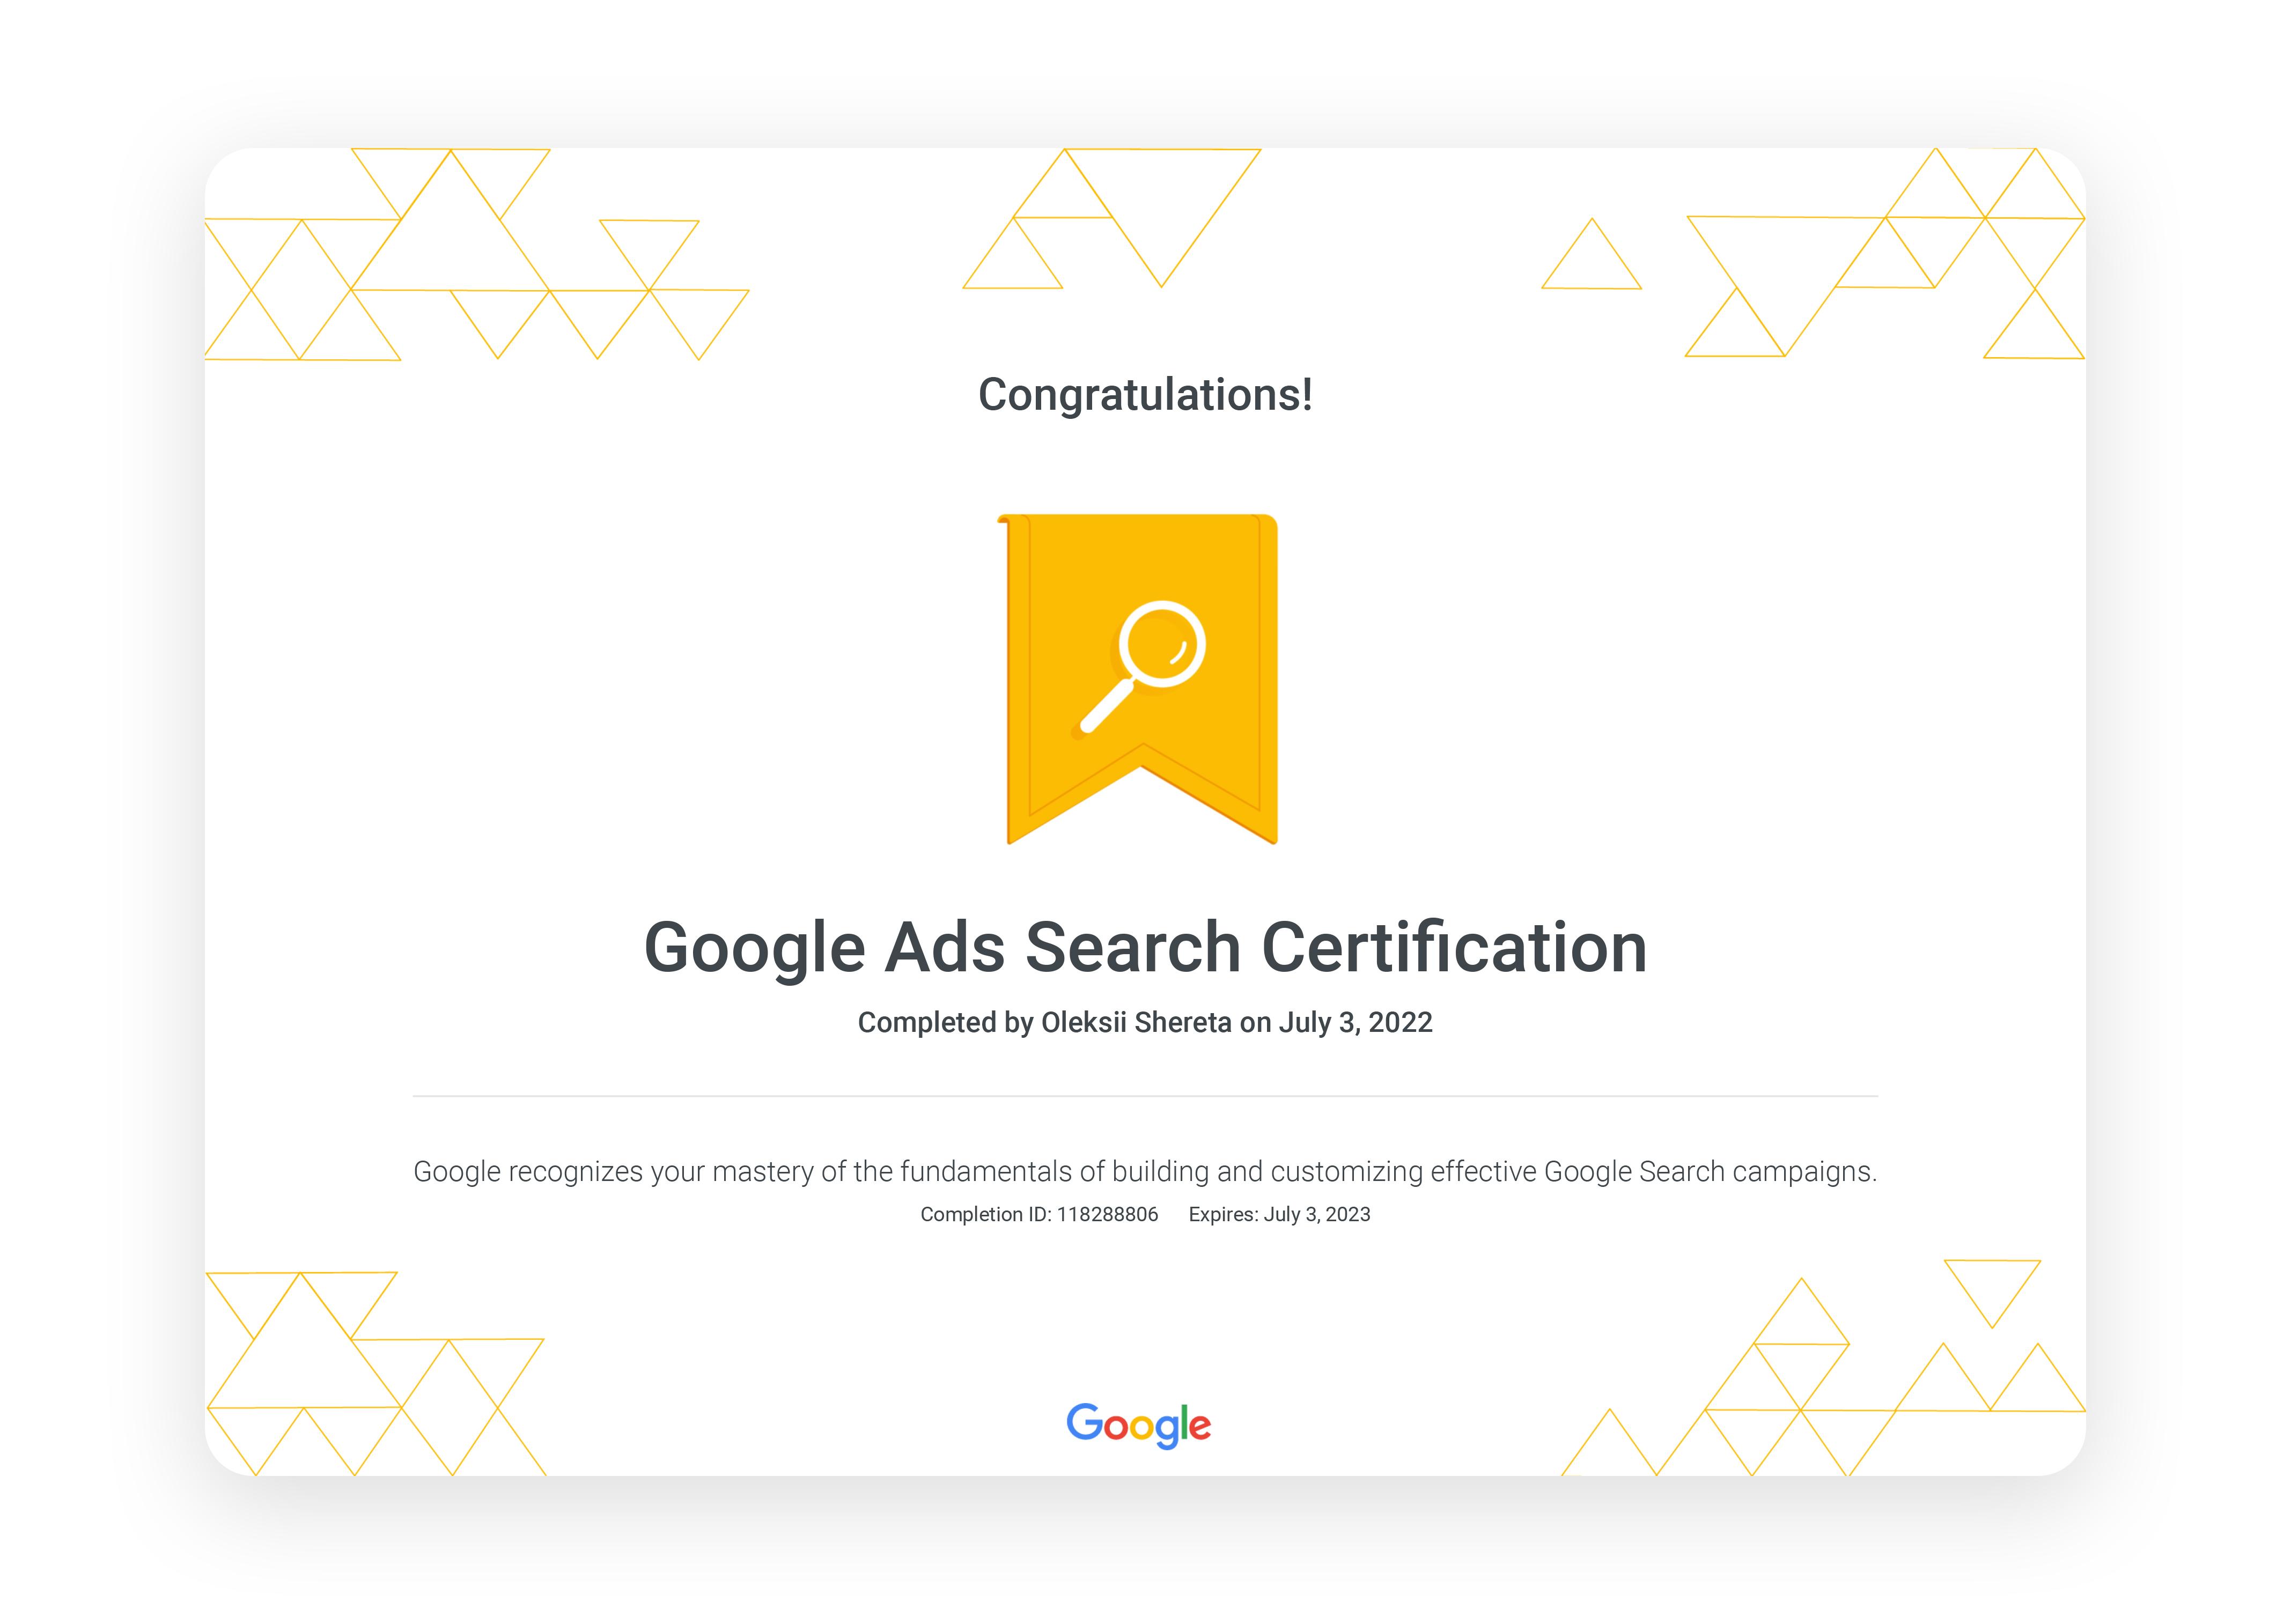 Congratulations!
Google Ads Search Certification
Completed by Oleksii Shereta on July 3, 2022
Google recognizes your mastery of the fundamentals of building and customizing effective Google Search campaigns.
Completion ID: 118288806 Expires: July 3, 2023
Google